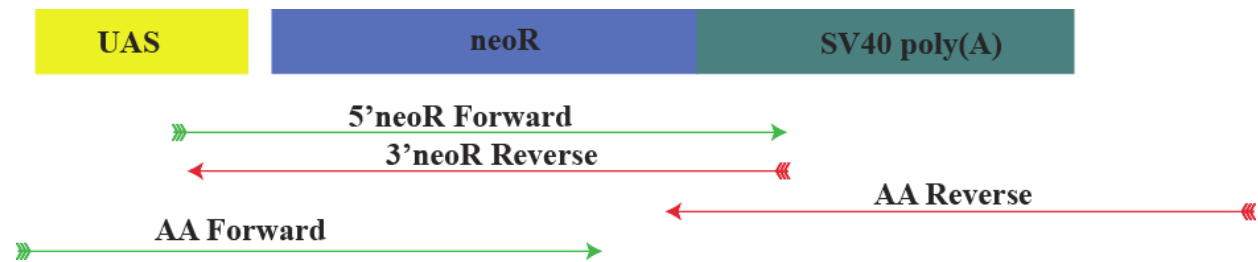 UAS neoR SV40 poly(A)
5’neoR Forward
3’neoR Reverse
AA Reverse
AA Forward